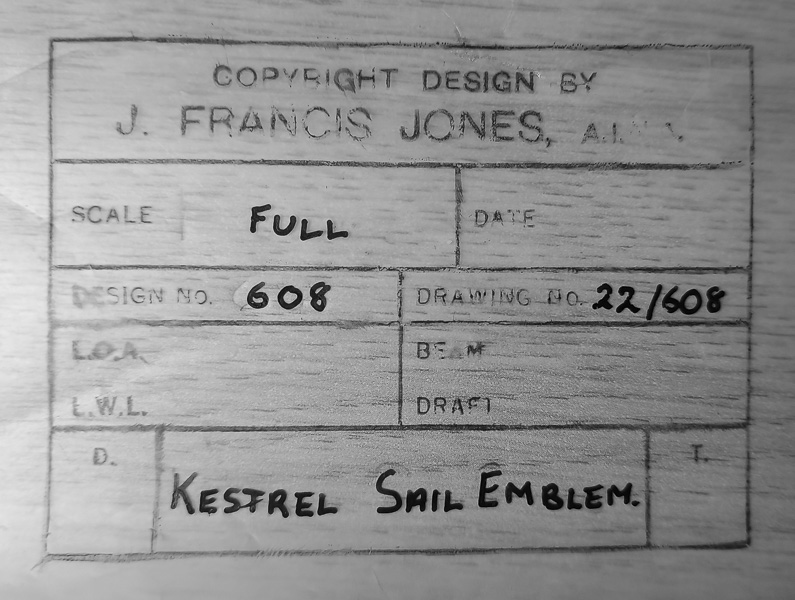 COPYRIGHT DESIGN BY
J. FRANCIS JONES,
SCALE FULL DATE
DESIGN NO. 608 DRAWING NO. 22/608
L.O.A. BEAM
L.W.L. DRAFT
D. KESTREL SAIL EMBLEM. T.